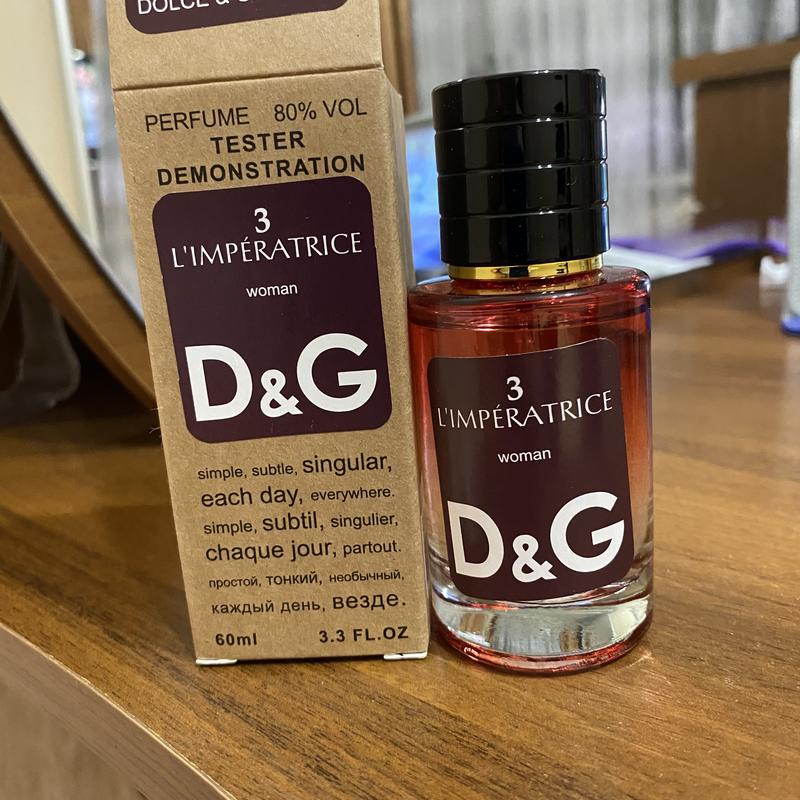 DOLCE &
PERFUME 80% VOL
TESTER
DEMONSTRATION
3
L'IMPÉRATRICE
woman
D&G
simple, subtle, singular,
each day, everywhere.
simple, subtil, singulier,
chaque jour, partout.
простой, тонкий, необычный,
каждый день, везде.
60ml 3.3 FL.OZ
3
L'IMPÉRATRICE
woman
D&G